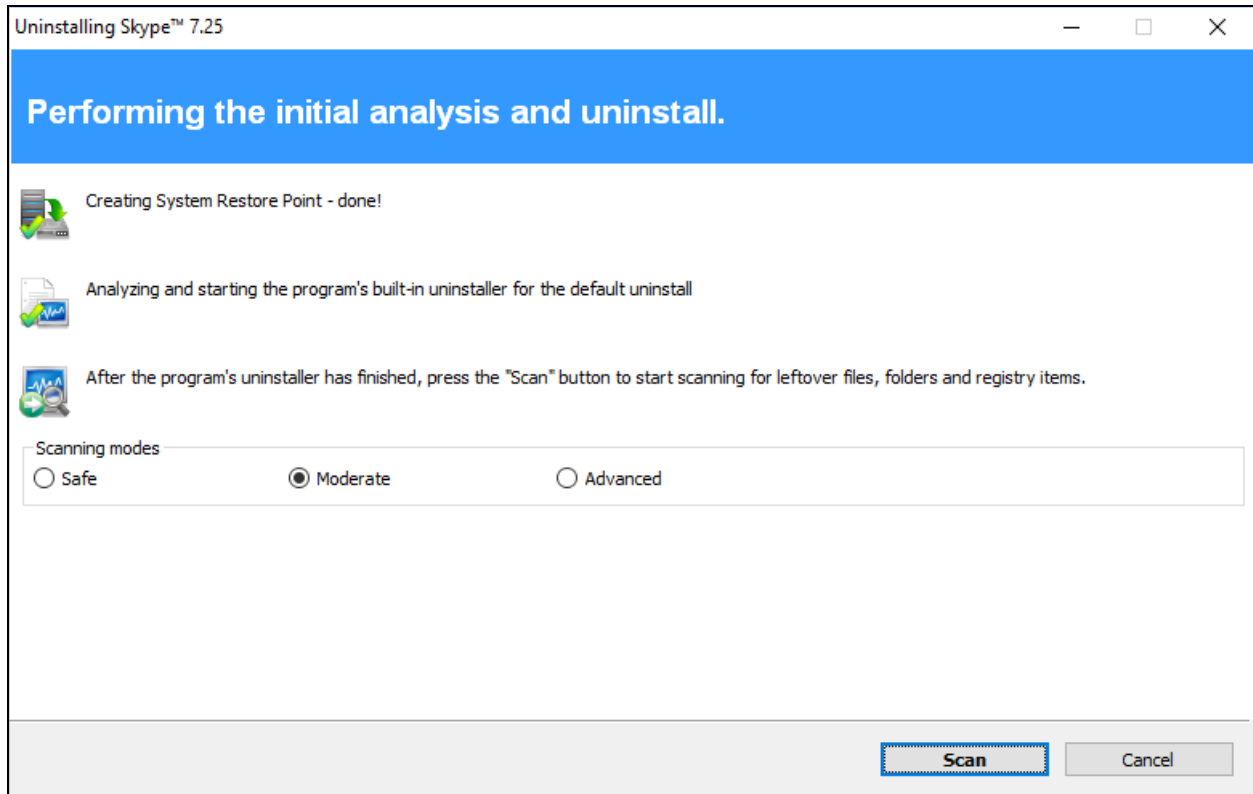 Uninstalling Skype™ 7.25
Performing the initial analysis and uninstall.
Creating System Restore Point - done!
Analyzing and starting the program's built-in uninstaller for the default uninstall
After the program's uninstaller has finished, press the "Scan" button to start scanning for leftover files, folders and registry items.
Scanning modes
Safe Moderate Advanced
Scan Cancel